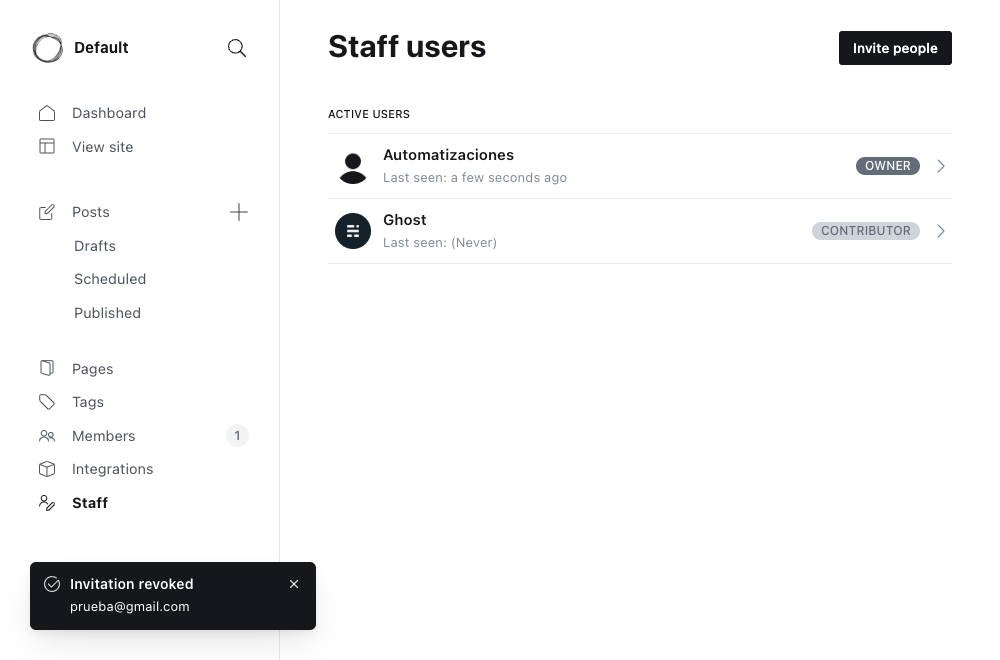 Default
Dashboard
View site
Posts
Drafts
Scheduled
Published
Pages
Tags
Members 1
Integrations
Staff
Invitation revoked
prueba@gmail.com
Staff users
Invite people
ACTIVE USERS
Automatizaciones
Last seen: a few seconds ago
OWNER
Ghost
Last seen: (Never)
CONTRIBUTOR